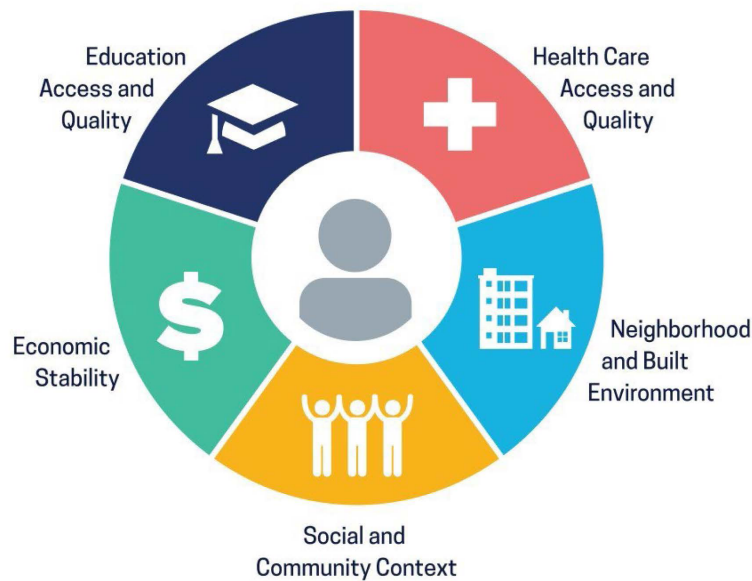 Education
Access and
Quality
Health Care
Access and
Quality
Economic
Stability
$
Neighborhood
and Built
Environment
Social and
Community Context